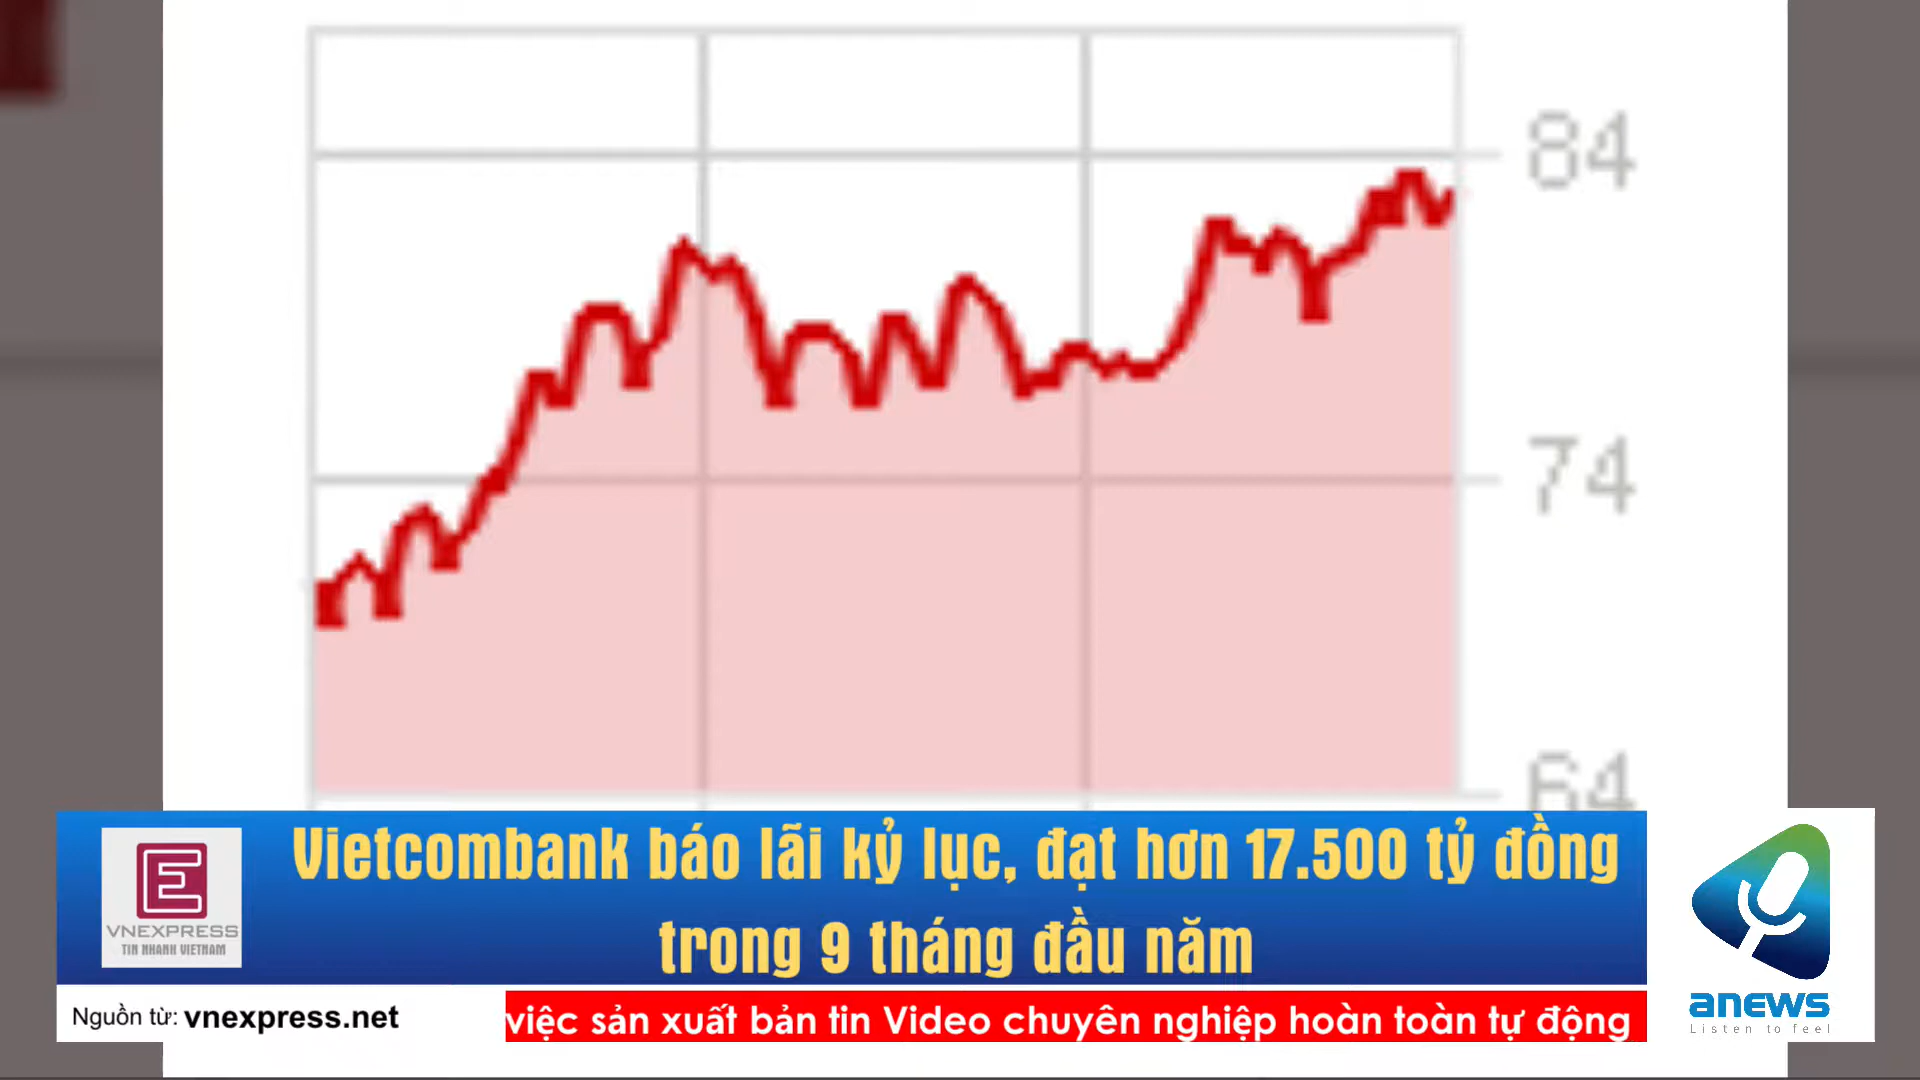 84
74
64
Vietcombank báo lãi kỷ lục, đạt hơn 17.500 tỷ đồng
trong 9 tháng đầu năm
E
VNEXPRESS
TIN NHANH VIETNAM
Nguồn từ: vnexpress.net
việc sản xuất bản tin Video chuyên nghiệp hoàn toàn tự động
anews
Listen to feel